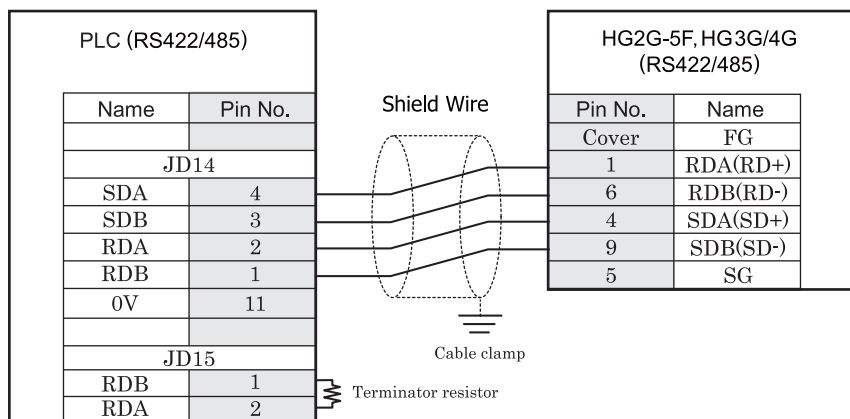 PLC (RS422/485)
Name Pin No.
JD14
SDA 4
SDB 3
RDA 2
RDB 1
0V 11
JD15
RDB 1
RDA 2
Shield Wire
Cable clamp
Terminator resistor
HG2G-5F, HG3G/4G
(RS422/485)
Pin No. Name
Cover FG
1 RDA(RD+)
6 RDB(RD-)
4 SDA(SD+)
9 SDB(SD-)
5 SG